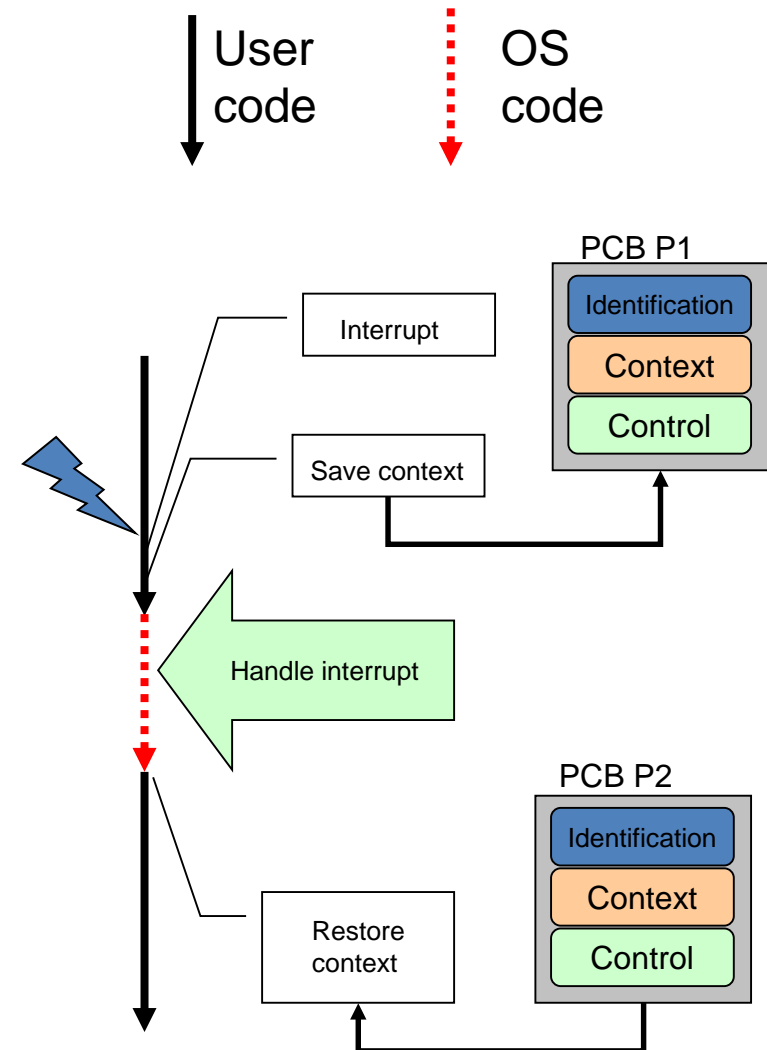 User
code
OS
code
PCB P1
Identification
Context
Control
Interrupt
Save context
Handle interrupt
PCB P2
Identification
Context
Control
Restore
context